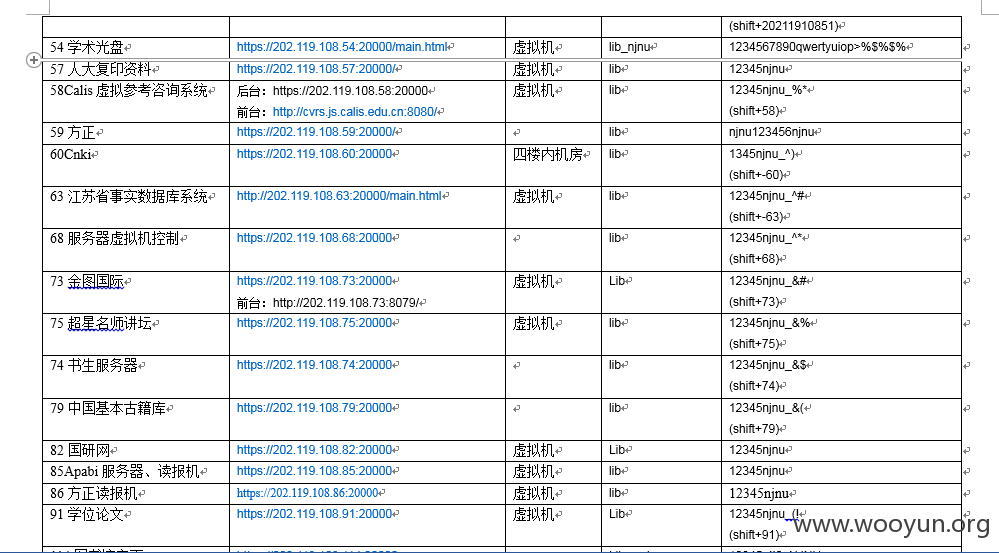 (shift+20211910851)
54 学术光盘 https://202.119.108.54:20000/main.html 虚拟机 lib_njnu 1234567890qwertyuiop>%$%$%
57 人大复印资料 https://202.119.108.57:20000/ 虚拟机 lib 12345njnu
58Calis 虚拟参考咨询系统 后台：https://202.119.108.58:20000 虚拟机 lib 12345njnu_%*
前台：http://cvrs.js.calis.edu.cn:8080/ (shift+58)
59 方正 https://202.119.108.59:20000/ lib njnu123456njnu
60Cnki https://202.119.108.60:20000 四楼内机房 lib 1345njnu_^)
(shift+-60)
63 江苏省事实数据库系统 http://202.119.108.63:20000/main.html 虚拟机 lib 12345njnu_^#
(shift+-63)
68 服务器虚拟机控制 https://202.119.108.68:20000 lib 12345njnu_^*
(shift+68)
73 金图国际 https://202.119.108.73:20000 虚拟机 Lib 12345njnu_&#
前台：http://202.119.108.73:8079/ (shift+73)
75 超星名师讲坛 https://202.119.108.75:20000 虚拟机 lib 12345njnu_&%
(shift+75)
74 书生服务器 https://202.119.108.74:20000 lib 12345njnu_&$
(shift+74)
79 中国基本古籍库 https://202.119.108.79:20000 lib 12345njnu_&(
(shift+79)
82 国研网 https://202.119.108.82:20000 虚拟机 Lib 12345njnu
85Apabi 服务器、读报机 https://202.119.108.85:20000 虚拟机 lib 12345njnu
86 方正读报机 https://202.119.108.86:20000 虚拟机 lib 12345njnu
91 学位论文 https://202.119.108.91:20000 虚拟机 Lib 12345njnu_(!
(shift+91)
www.wooyun.org